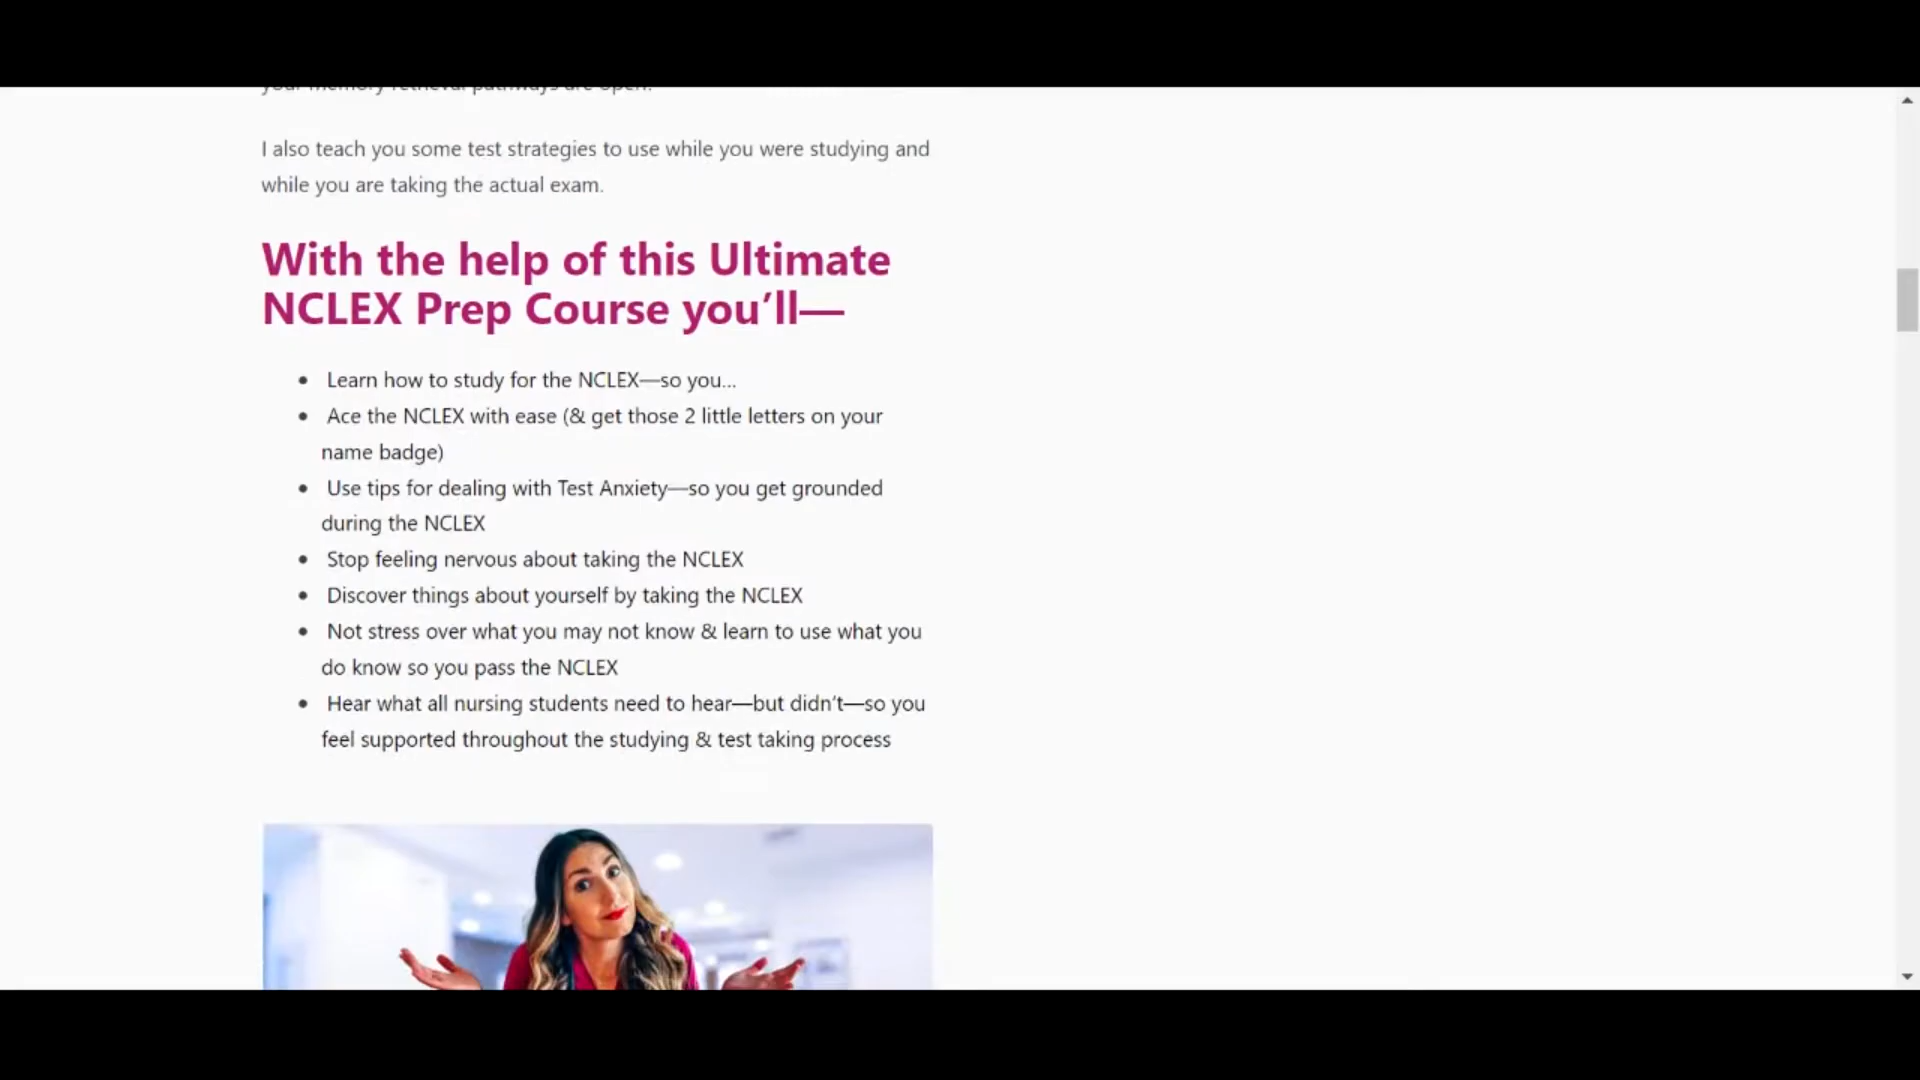 your memory retrieval pathways are open.
I also teach you some test strategies to use while you were studying and
while you are taking the actual exam.
With the help of this Ultimate
NCLEX Prep Course you’ll—
Learn how to study for the NCLEX—so you...
Ace the NCLEX with ease (& get those 2 little letters on your
name badge)
Use tips for dealing with Test Anxiety—so you get grounded
during the NCLEX
Stop feeling nervous about taking the NCLEX
Discover things about yourself by taking the NCLEX
Not stress over what you may not know & learn to use what you
do know so you pass the NCLEX
Hear what all nursing students need to hear—but didn’t—so you
feel supported throughout the studying & test taking process